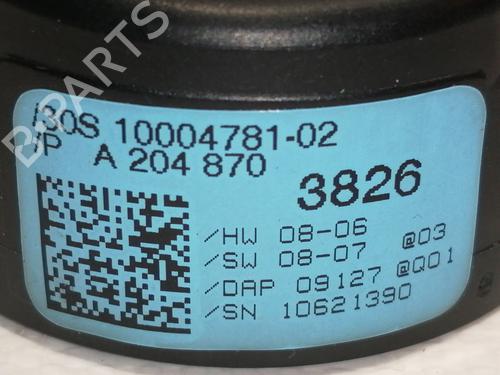 B-PARTS
/30S 10004781-02
/P A 204 870
3826
/HW 08-06
/SW 08-07 @03
/DAP 09127 @Q01
/SN 10621390